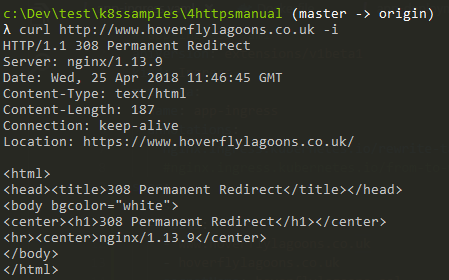 c:\Dev\test\k8ssamples\4httpsmanual (master -> origin)
λ curl http://www.hoverflylagoons.co.uk -i
HTTP/1.1 308 Permanent Redirect
Server: nginx/1.13.9
Date: Wed, 25 Apr 2018 11:46:45 GMT
Content-Type: text/html
Content-Length: 187
Connection: keep-alive
Location: https://www.hoverflylagoons.co.uk/

<html>
<head><title>308 Permanent Redirect</title></head>
<body bgcolor="white">
<center><h1>308 Permanent Redirect</h1></center>
<hr><center>nginx/1.13.9</center>
</body>
</html>